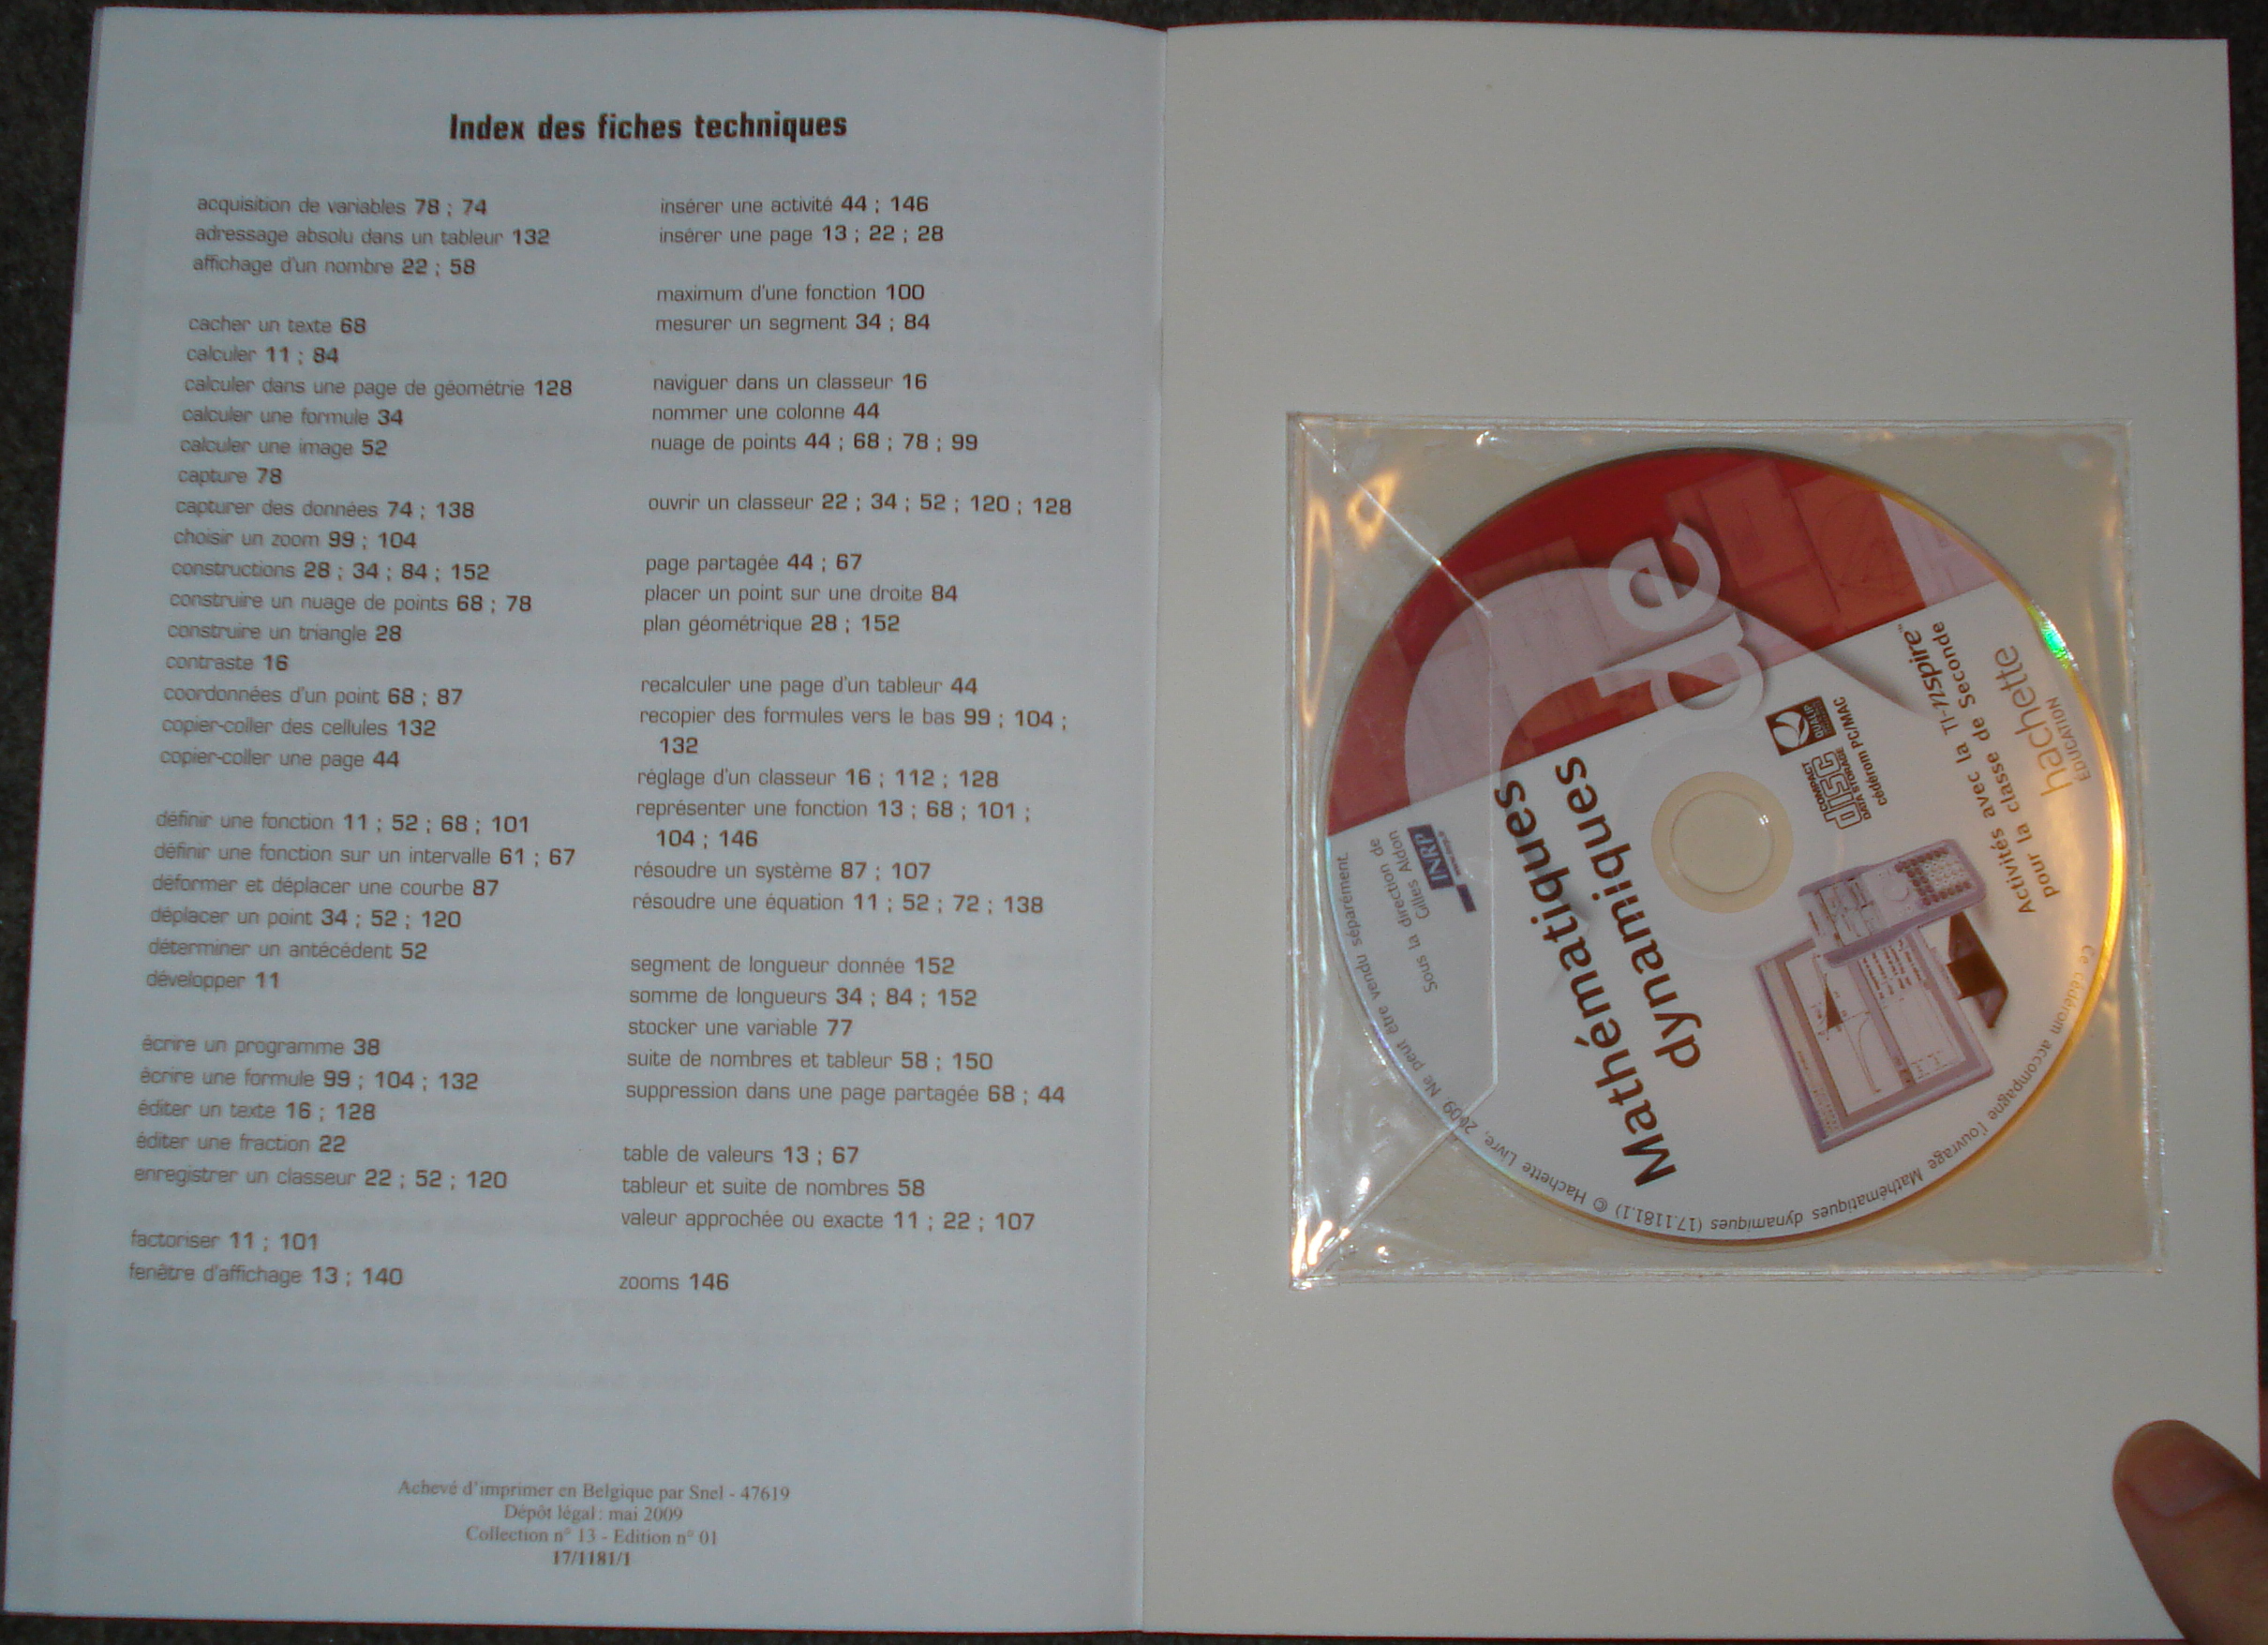 Index des fiches techniques
acquisition de variables 78 ; 74
adressage absolu dans un tableur 132
affichage d'un nombre 22 ; 58
cacher un texte 68
calculer 11 ; 84
calculer dans une page de géométrie 128
calculer une formule 34
calculer une image 52
capture 78
capturer des données 74 ; 138
choisir un zoom 99 ; 104
constructions 28 ; 34 ; 84 ; 152
construire un nuage de points 68 ; 78
construire un triangle 28
contraste 16
coordonnées d'un point 68 ; 87
copier-coller des cellules 132
copier-coller une page 44
définir une fonction 11 ; 52 ; 68 ; 101
définir une fonction sur un intervalle 61 ; 67
déformer et déplacer une courbe 87
déplacer un point 34 ; 52 ; 120
déterminer un antécédent 52
développer 11
écrire un programme 38
écrire une formule 99 ; 104 ; 132
éditer un texte 16 ; 128
éditer une fraction 22
enregistrer un classeur 22 ; 52 ; 120
factoriser 11 ; 101
fenêtre d'affichage 13 ; 140
insérer une activité 44 ; 146
insérer une page 13 ; 22 ; 28
maximum d'une fonction 100
mesurer un segment 34 ; 84
naviguer dans un classeur 16
nommer une colonne 44
nuage de points 44 ; 68 ; 78 ; 99
ouvrir un classeur 22 ; 34 ; 52 ; 120 ; 128
page partagée 44 ; 67
placer un point sur une droite 84
plan géométrique 28 ; 152
recalculer une page d'un tableur 44
recopier des formules vers le bas 99 ; 104 ;
132
réglage d'un classeur 16 ; 112 ; 128
représenter une fonction 13 ; 68 ; 101 ;
104 ; 146
résoudre un système 87 ; 107
résoudre une équation 11 ; 52 ; 72 ; 138
segment de longueur donnée 152
somme de longueurs 34 ; 84 ; 152
stocker une variable 77
suite de nombres et tableur 58 ; 150
suppression dans une page partagée 68 ; 44
table de valeurs 13 ; 67
tableur et suite de nombres 58
valeur approchée ou exacte 11 ; 22 ; 107
zooms 146
Achevé d'imprimer en Belgique par Snel - 47619
Dépôt légal : mai 2009
Collection n° 13 - Edition n° 01
17/1181/1
Sous la direction de
Gilles Aldon
INRP
Mathématiques
dynamiques
COMPACT
disc
DATA STORAGE
cédérom PC/MAC
Activités avec la TI-nspire™
pour la classe de Seconde
hachette
ÉDUCATION
Ce cédérom accompagne l'ouvrage Mathématiques dynamiques (17.1181.1) © Hachette Livre, 2009 Ne peut être vendu séparément.